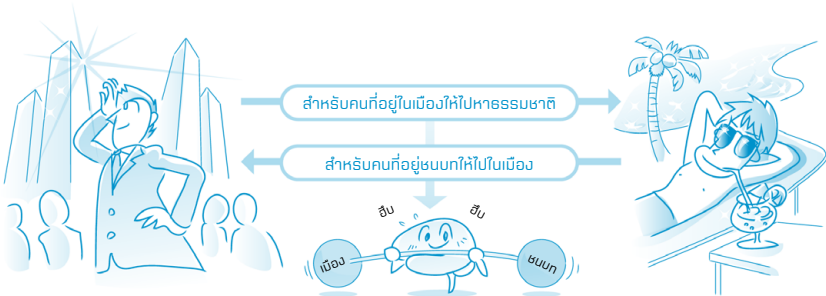 สำหรับคนที่อยู่ในเมืองให้ไปหาธรรมชาติ
สำหรับคนที่อยู่ชนบทให้ไปในเมือง
ฮึบ
ฮึบ
เมือง
ชนบท